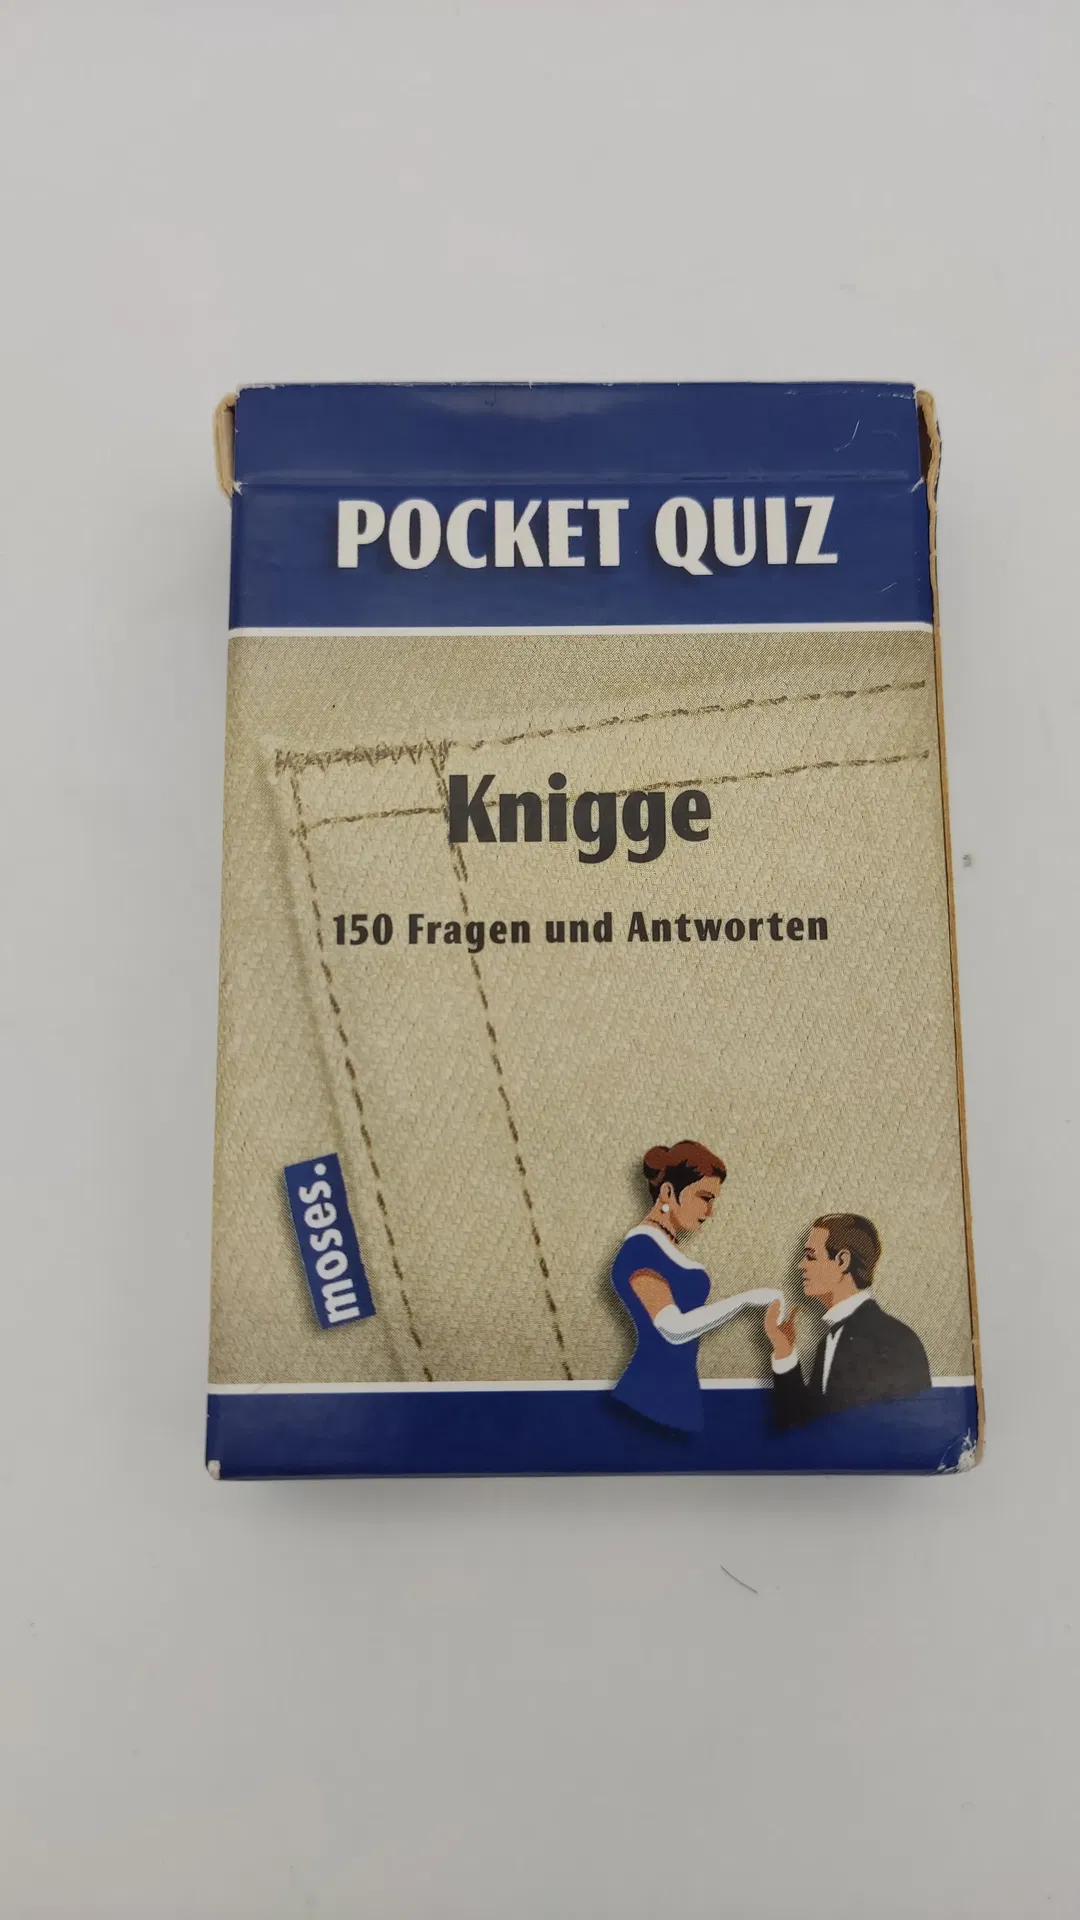 POCKET QUIZ
Knigge
150 Fragen und Antworten
moses.